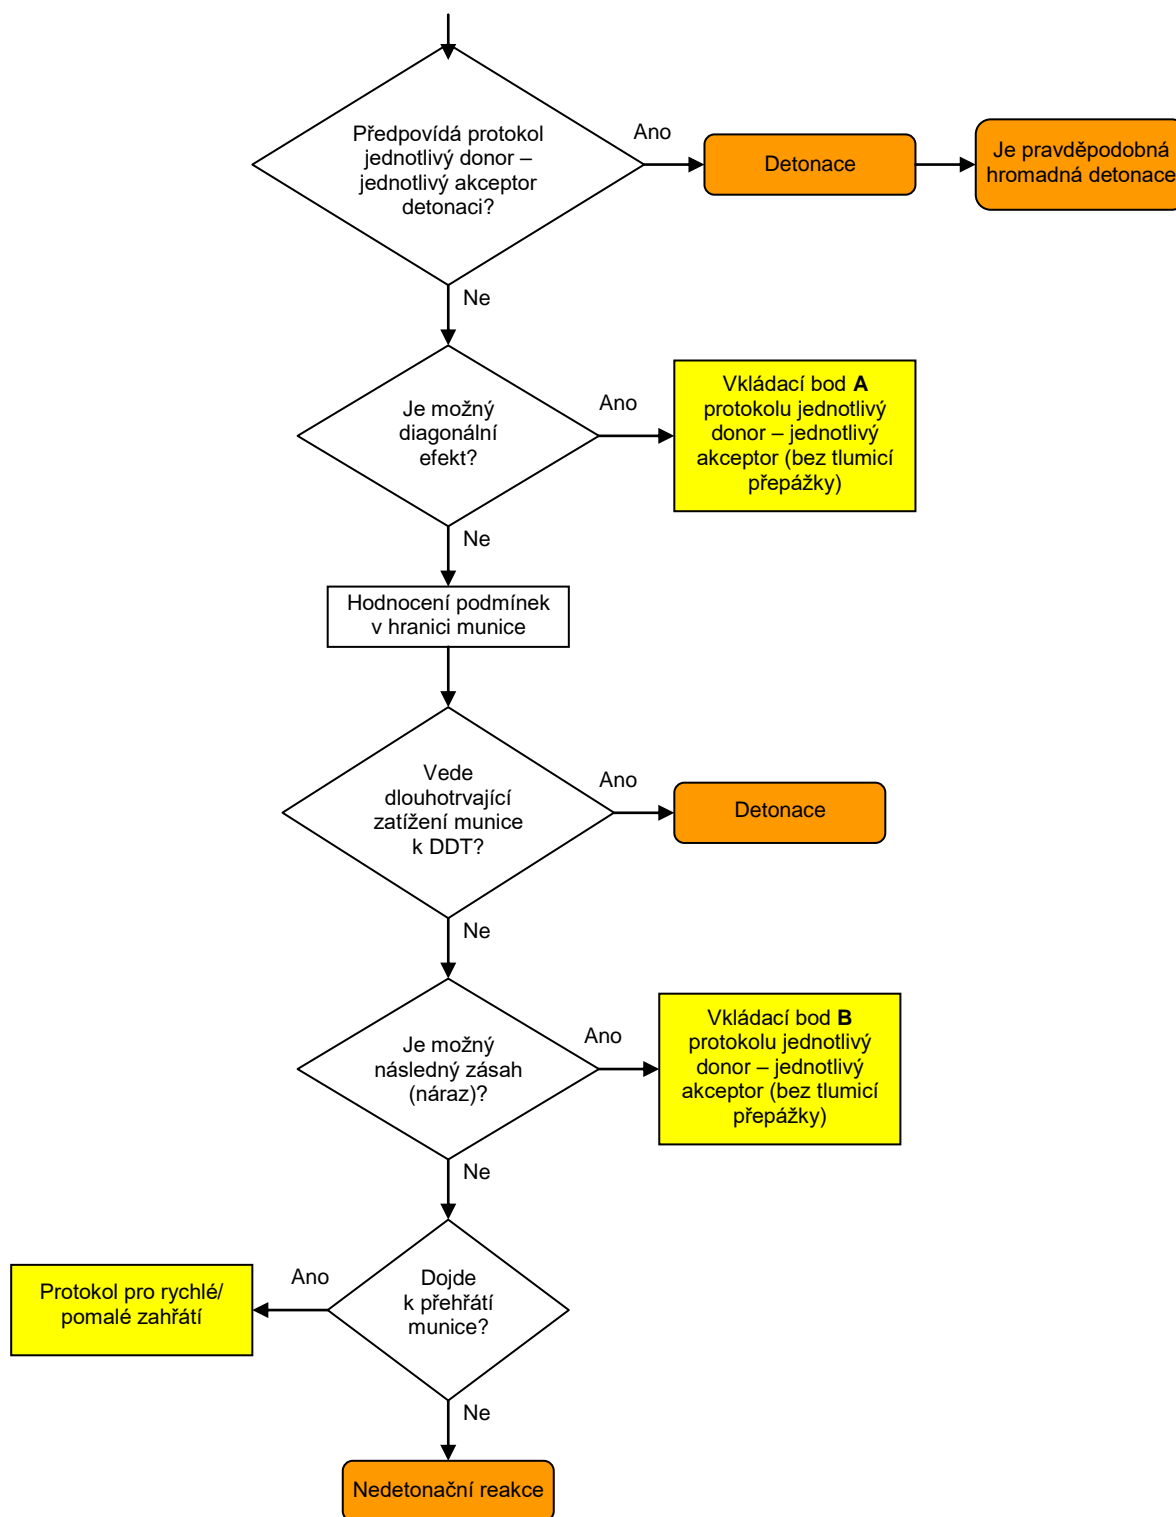 Předpovídá protokol
jednotlivý donor –
jednotlivý akceptor
detonaci?
Ano
Detonace
Je pravděpodobná
hromadná detonace
Ne
Je možný
diagonální
efekt?
Ano
Vkládací bod A
protokolu jednotlivý
donor – jednotlivý
akceptor (bez tlumicí
přepážky)
Ne
Hodnocení podmínek
v hranici munice
Vede
dlouhotrvající
zatížení munice
k DDT?
Ano
Detonace
Ne
Je možný
následný zásah
(náraz)?
Ano
Vkládací bod B
protokolu jednotlivý
donor – jednotlivý
akceptor (bez tlumicí
přepážky)
Ne
Dojde
k přehřátí
munice?
Ano
Protokol pro rychlé/
pomalé zahřátí
Ne
Nedetonační reakce